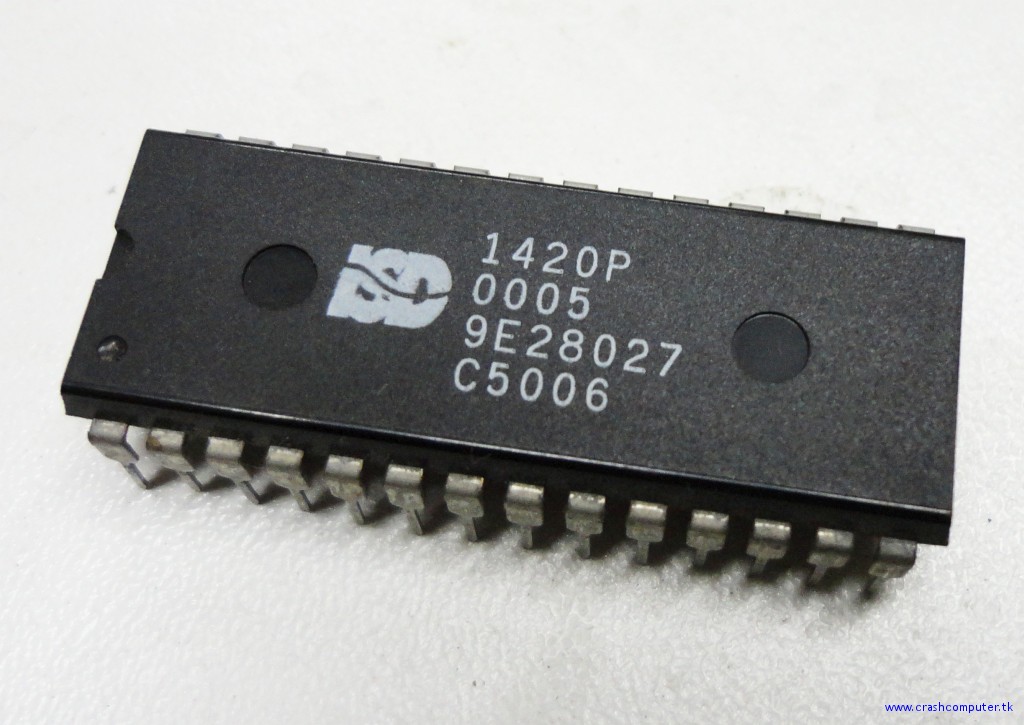 ISD
1420P
0005
9E28027
C5006
www.crashcomputer.tk